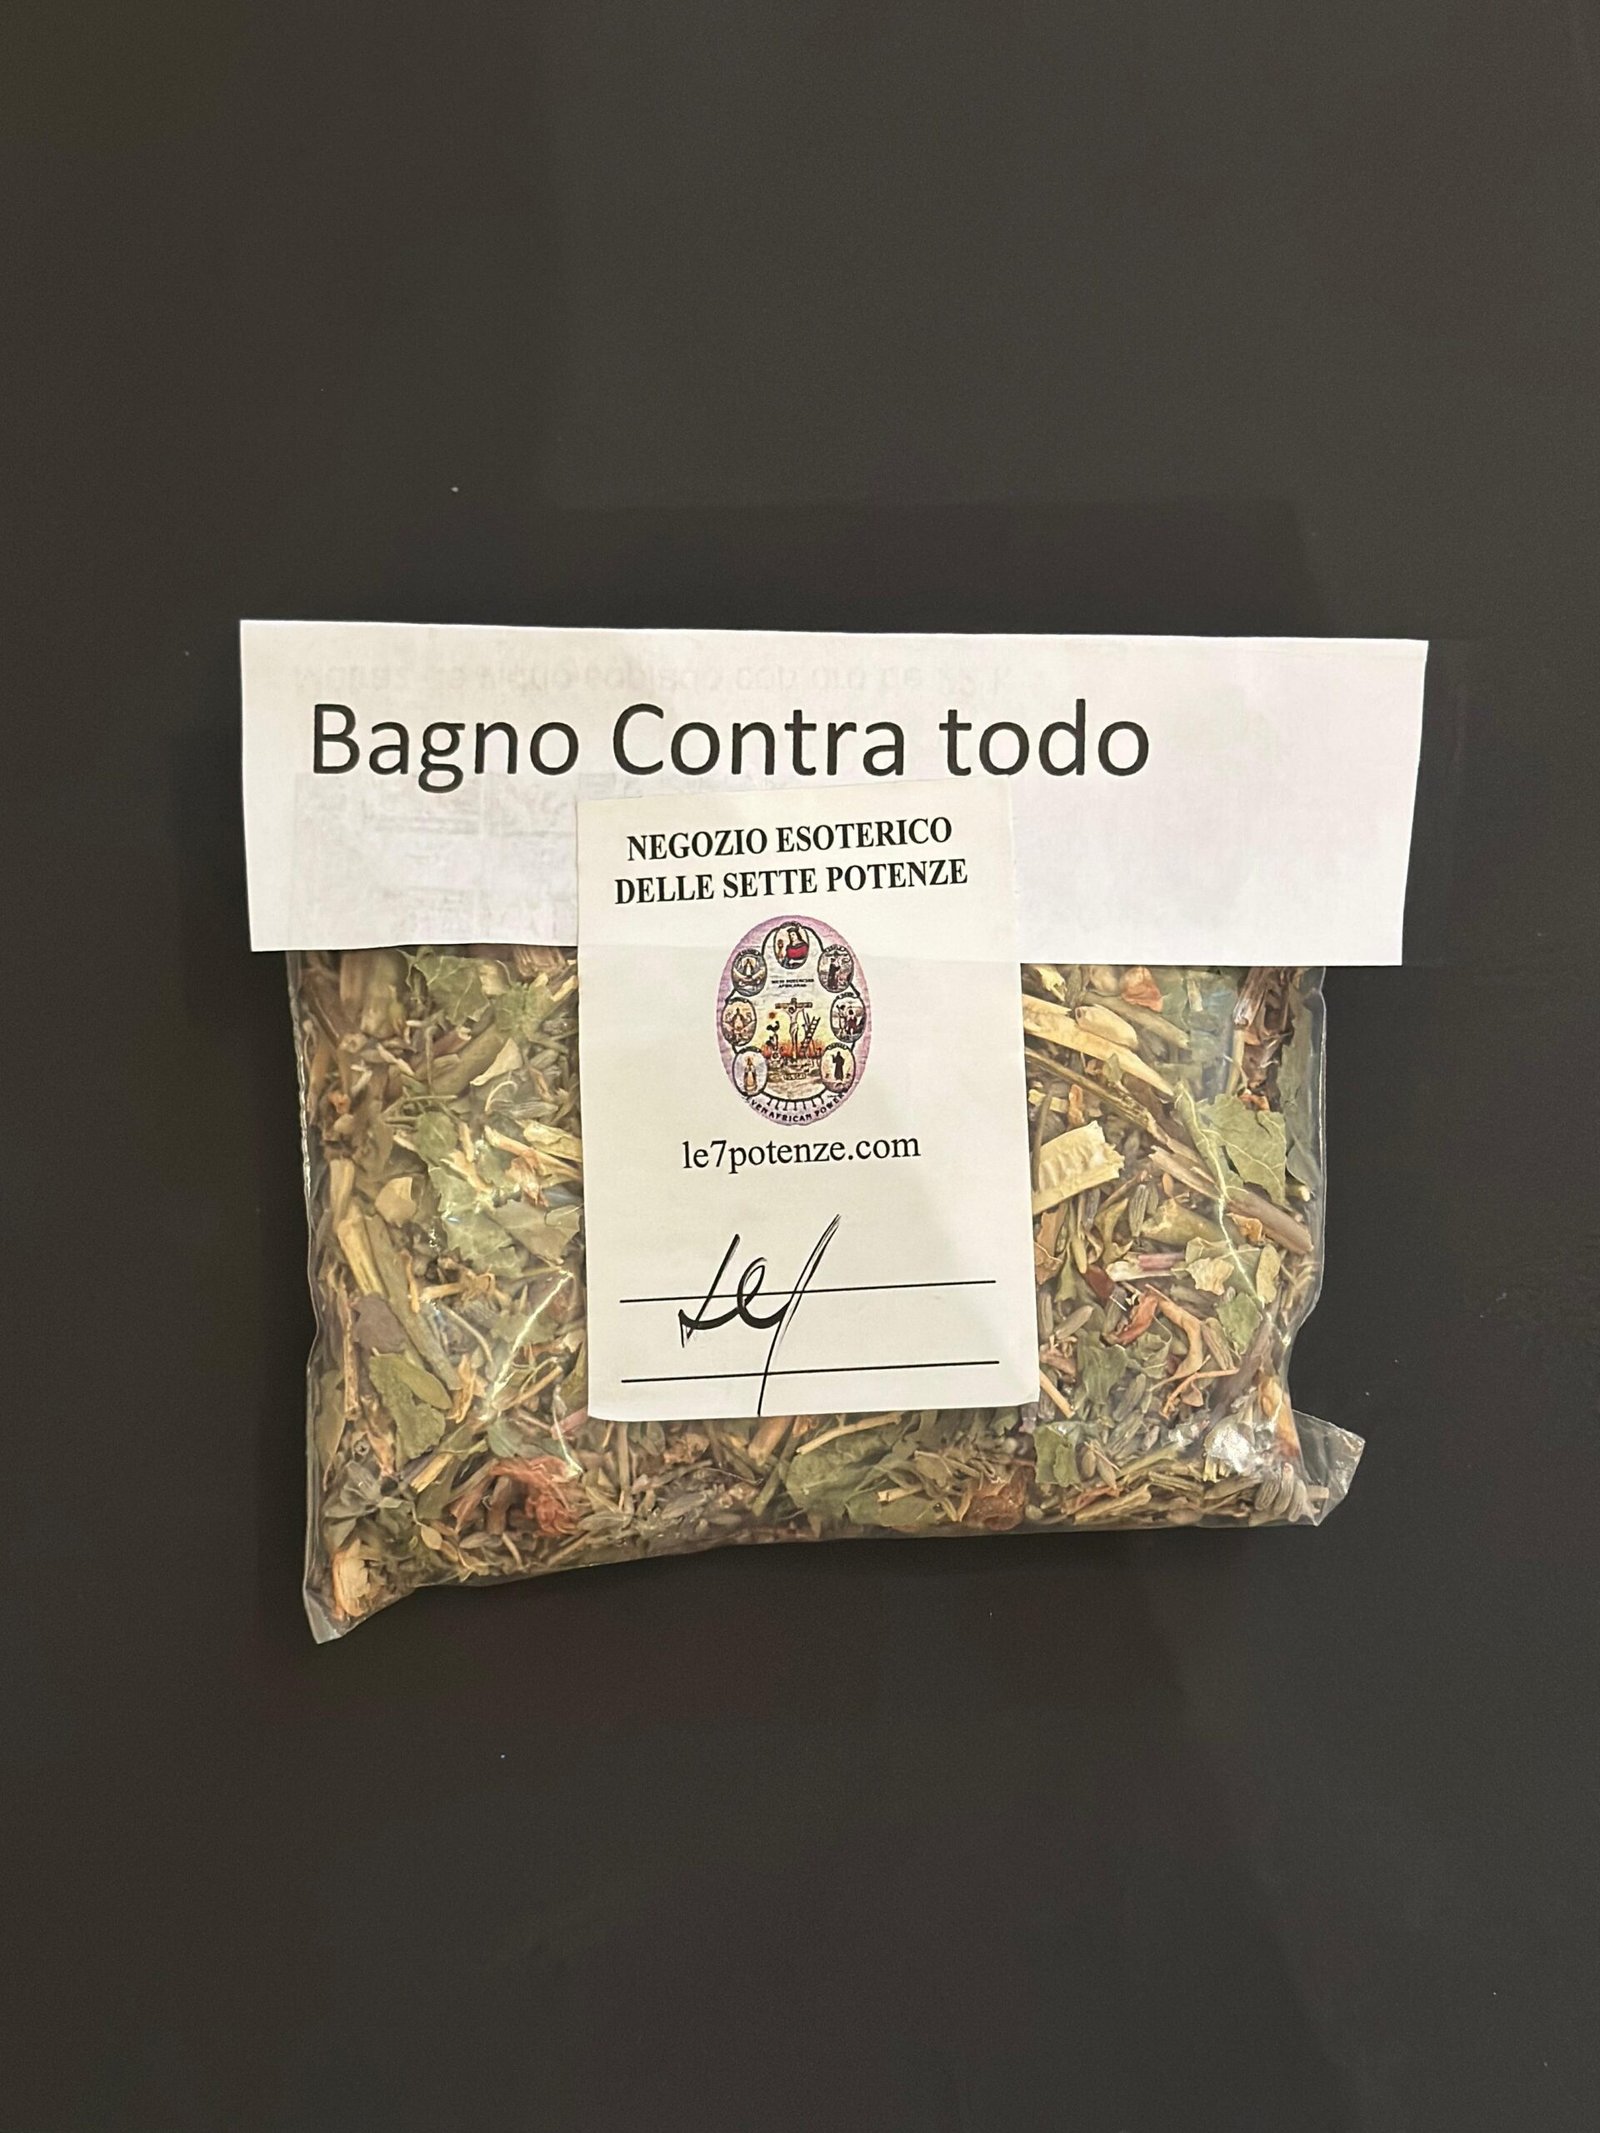 Bagno Contra todo
NEGOZIO ESOTERICO
DELLE SETTE POTENZE
le7potenze.com